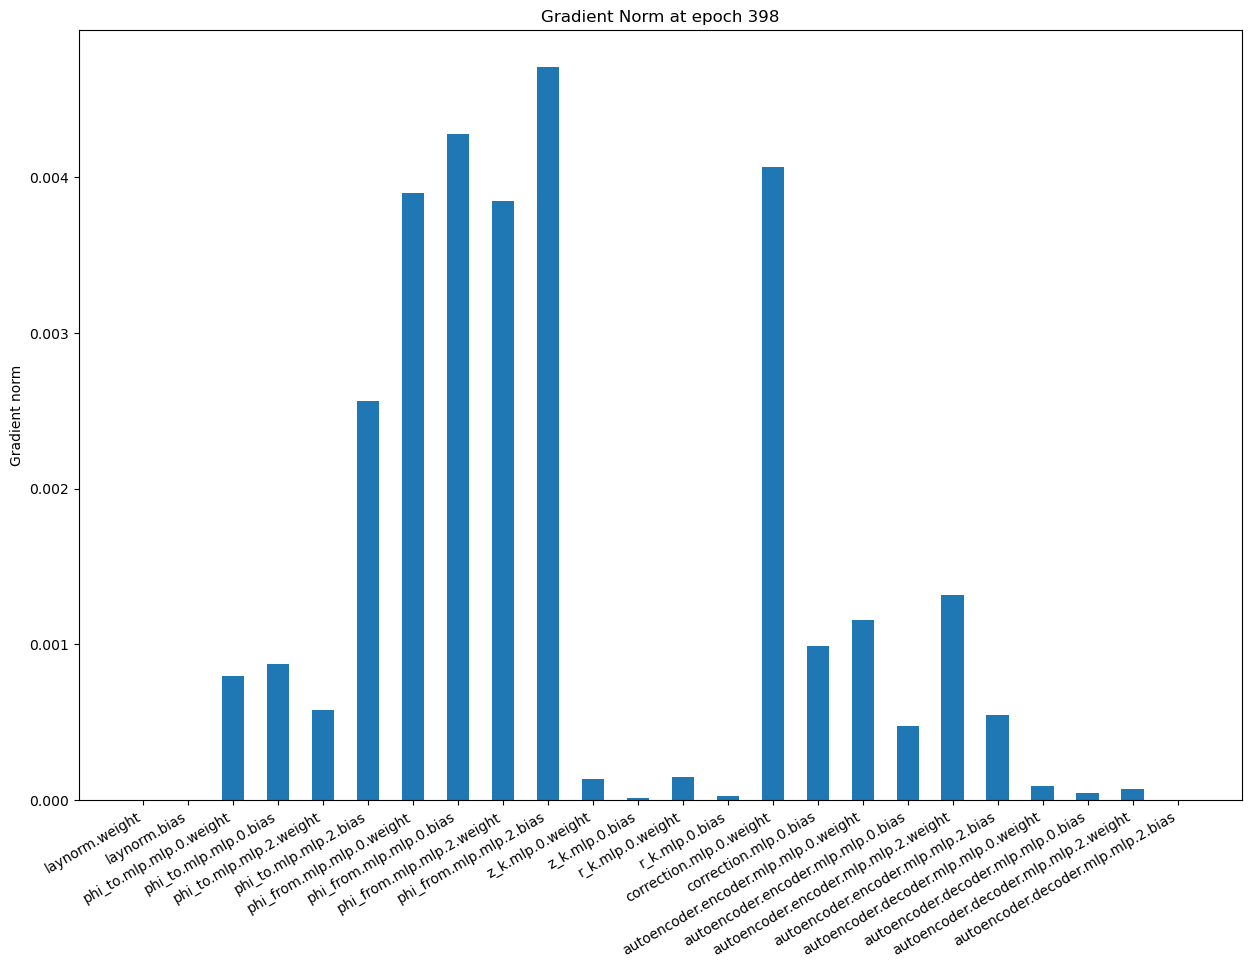 Gradient Norm at epoch 398
Gradient norm
0.004
0.003
0.002
0.001
0.000
laynorm.weight
laynorm.bias
phi_to.mlp.mlp.0.weight
phi_to.mlp.mlp.0.bias
phi_to.mlp.mlp.2.weight
phi_to.mlp.mlp.2.bias
phi_from.mlp.mlp.0.weight
phi_from.mlp.mlp.0.bias
phi_from.mlp.mlp.2.weight
phi_from.mlp.mlp.2.bias
z_k.mlp.0.weight
z_k.mlp.0.bias
r_k.mlp.0.weight
r_k.mlp.0.bias
correction.mlp.0.weight
correction.mlp.0.bias
autoencoder.encoder.mlp.mlp.0.weight
autoencoder.encoder.mlp.mlp.0.bias
autoencoder.encoder.mlp.mlp.2.weight
autoencoder.encoder.mlp.mlp.2.bias
autoencoder.decoder.mlp.mlp.0.weight
autoencoder.decoder.mlp.mlp.0.bias
autoencoder.decoder.mlp.mlp.2.weight
autoencoder.decoder.mlp.mlp.2.bias